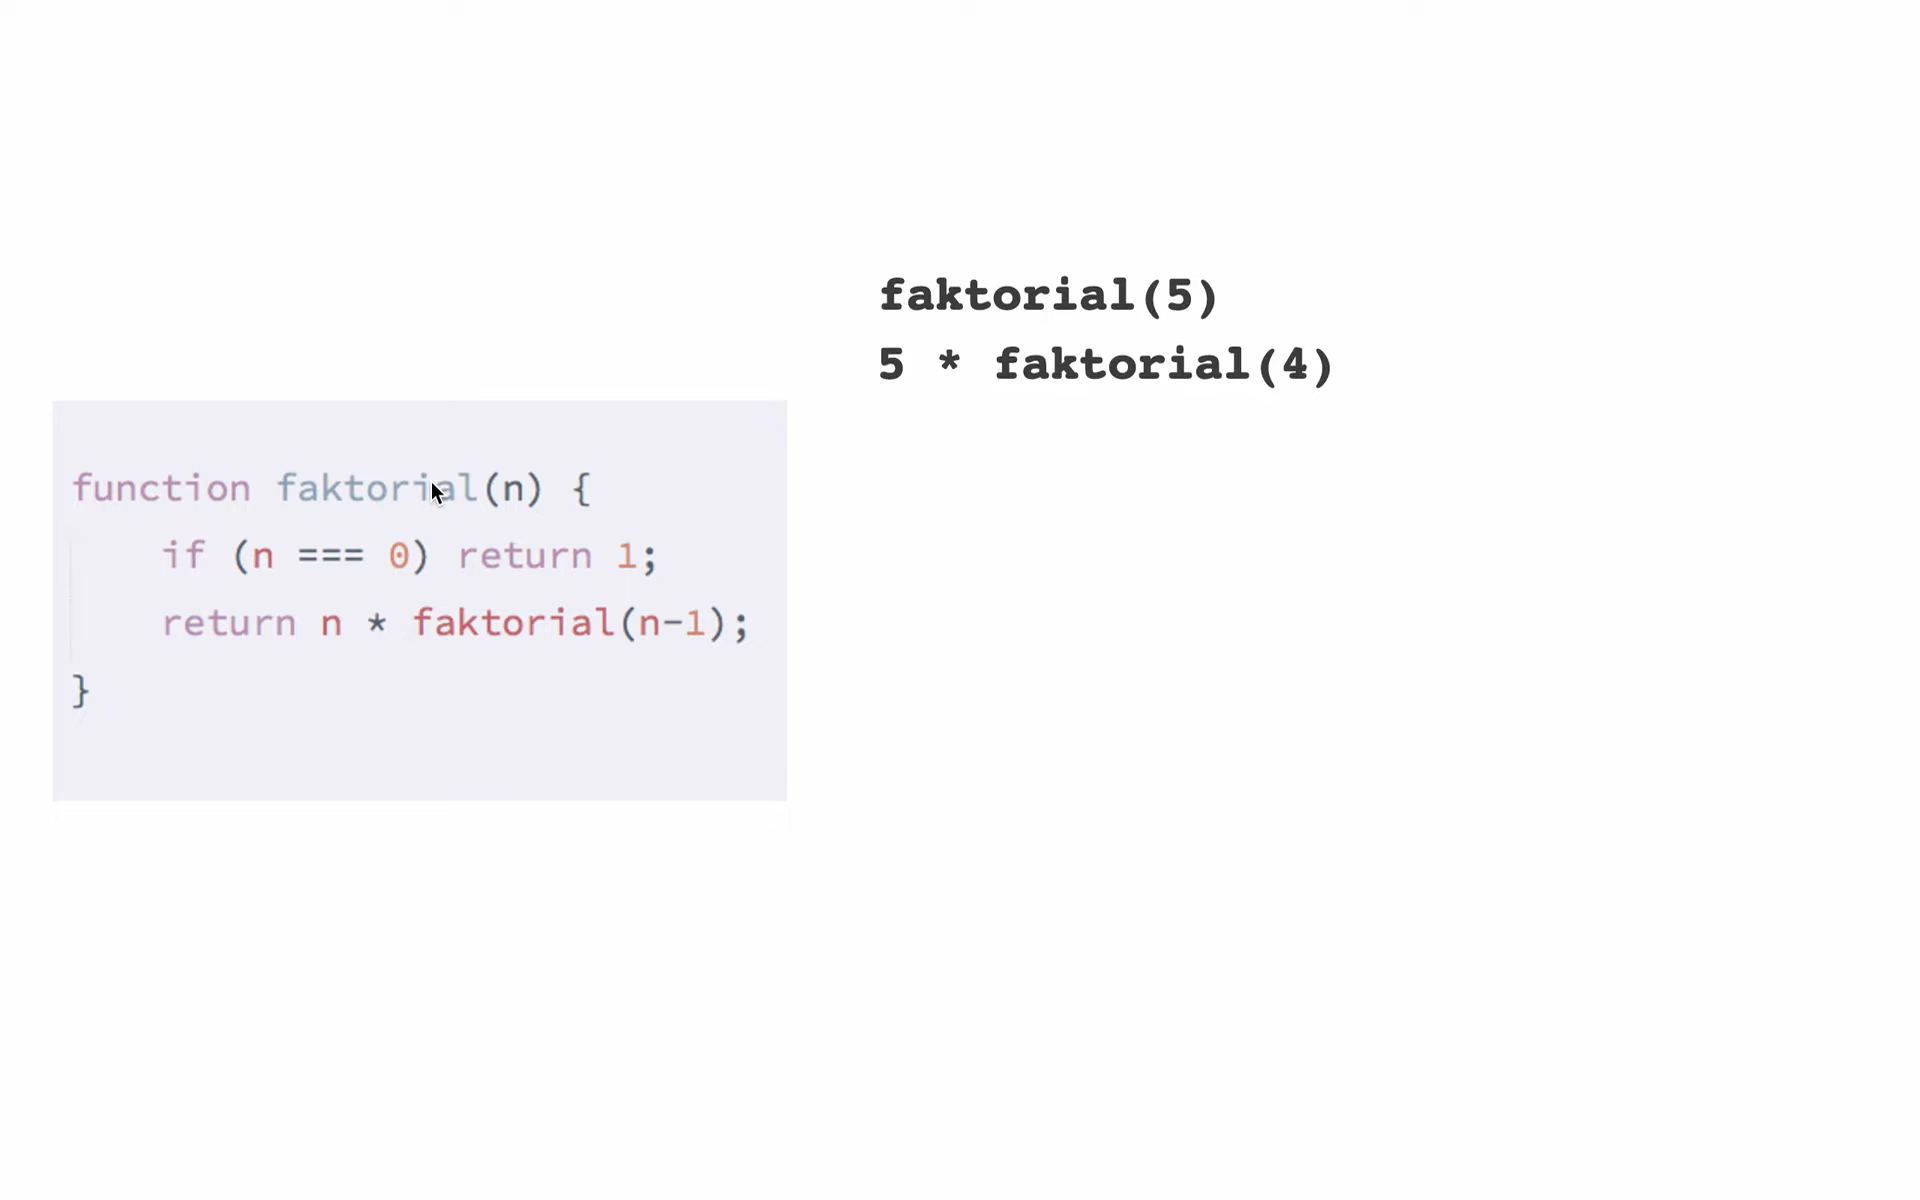 faktorial(5)
5 * faktorial(4)
function faktorial(n) {
if (n === 0) return 1;
return n * faktorial(n-1);
}